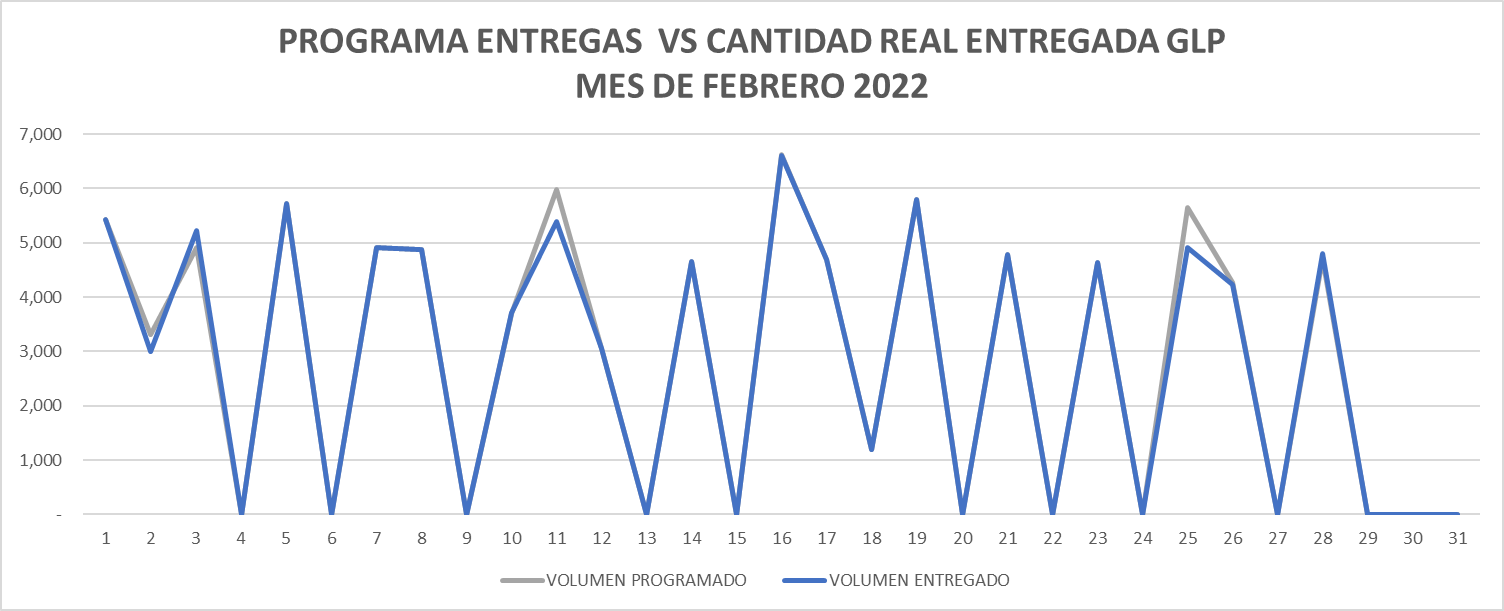 PROGRAMA ENTREGAS  VS CANTIDAD REAL ENTREGADA GLP
MES DE FEBRERO 2022
7,000
6,000
5,000
4,000
3,000
2,000
1,000
-
1 2 3 4 5 6 7 8 9 10 11 12 13 14 15 16 17 18 19 20 21 22 23 24 25 26 27 28 29 30 31
VOLUMEN PROGRAMADO VOLUMEN ENTREGADO